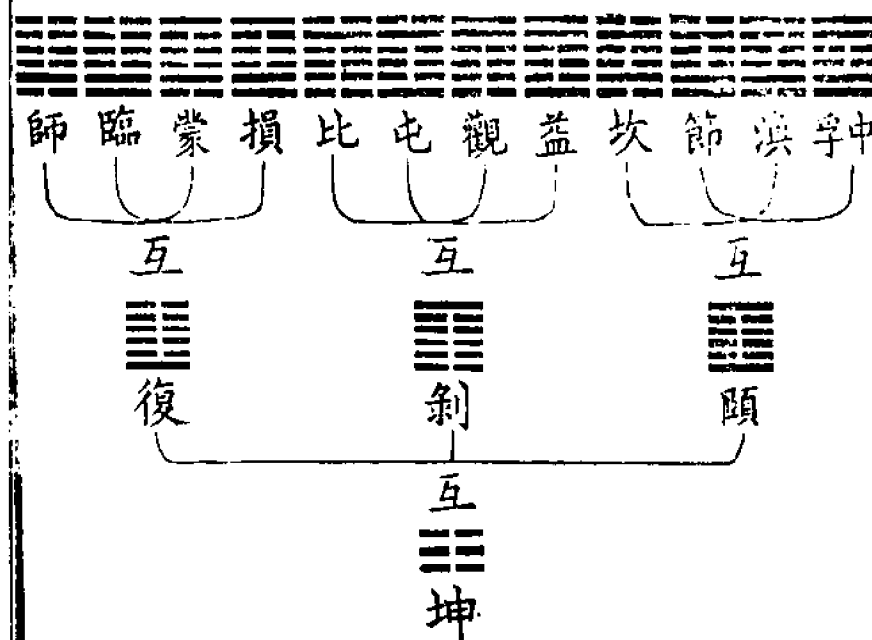 師 臨 蒙 損 比 屯 觀 益 坎 節 渙 孚中
互 互 互
復 剝 頤
互
坤